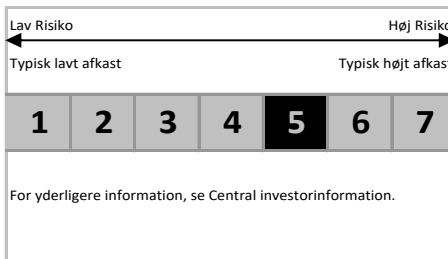 Lav Risiko Høj Risiko
Typisk lavt afkast Typisk højt afkast
1 2 3 4 5 6 7
For yderligere information, se Central investorinformation.